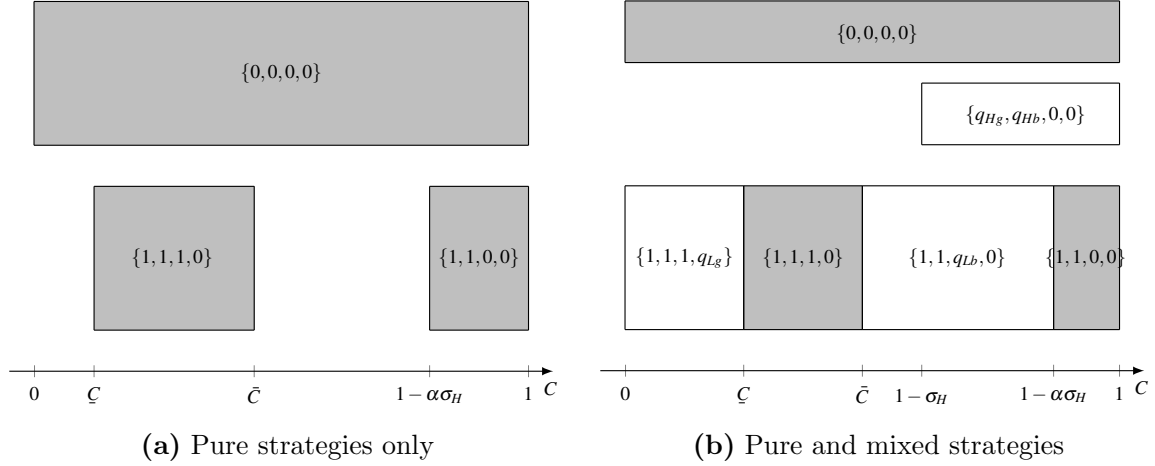 {0,0,0,0}
{1,1,1,0}
{1,1,0,0}
0 C̲ C̄ 1 − ασ_H 1 C
(a) Pure strategies only
{0,0,0,0}
{q_Hg, q_Hb, 0, 0}
{1,1,1,q_Lg}
{1,1,1,0}
{1,1,q_Lb,0}
{1,1,0,0}
0 C̲ C̄ 1 − σ_H 1 − ασ_H 1 C
(b) Pure and mixed strategies